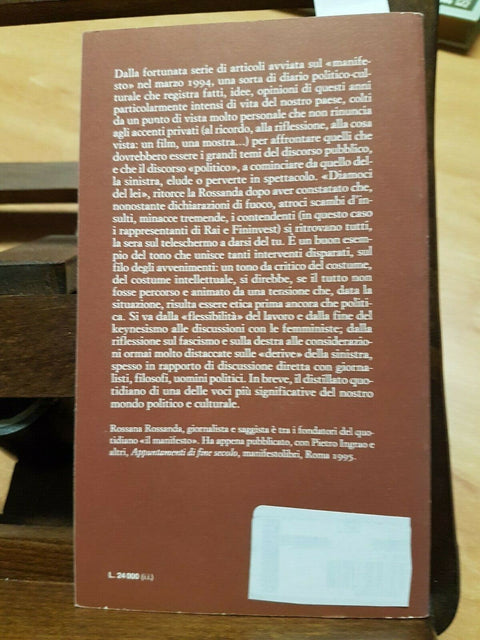 Dalla fortunata serie di articoli avviata sul «manife-
sto» nel marzo 1994, una sorta di diario politico-cul-
turale che registra fatti, idee, opinioni di questi anni
particolarmente intensi di vita del nostro paese, colti
da un punto di vista molto personale che non rinuncia
agli accenti privati (al ricordo, alla riflessione, alla cosa
vista: un film, una mostra...) per affrontare quelli che
dovrebbero essere i grandi temi del discorso pubblico,
e che il discorso «politico», a cominciare da quello del-
la sinistra, elude o perverte in spettacolo. «Diamoci
del lei», ritorce la Rossanda dopo aver constatato che,
nonostante dichiarazioni di fuoco, atroci scambi d'in-
sulti, minacce tremende, i contendenti (in questo caso
i rappresentanti di Rai e Fininvest) si ritrovano tutti,
la sera sul teleschermo a darsi del tu. È un buon esem-
pio del tono che unisce tanti interventi disparati, sul
filo degli avvenimenti: un tono da critico del costume,
del costume intellettuale, si direbbe, se il tutto non
fosse percorso e animato da una tensione che, data la
situazione, risulta essere etica prima ancora che politi-
ca. Si va dalla «flessibilità» del lavoro e dalla fine del
keynesismo alle discussioni con le femministe; dalla
riflessione sul fascismo e sulla destra alle considerazio-
ni ormai molto distaccate sulle «derive» della sinistra,
spesso in rapporto di discussione diretta con giorna-
listi, filosofi, uomini politici. In breve, il distillato quo-
tidiano di una delle voci più significative del nostro
mondo politico e culturale.
Rossana Rossanda, giornalista e saggista è tra i fondatori del quo-
tidiano «il manifesto». Ha appena pubblicato, con Pietro Ingrao e
altri, Appuntamenti di fine secolo, manifestolibri, Roma 1995.
L. 24 000 (i.i.)